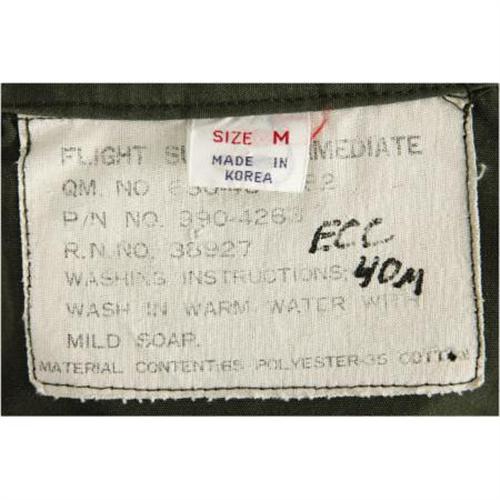 SIZE M
MADE IN
KOREA
FLIGHT MEDIATE
QM. NO
P/N NO. 390-426
R.N. NO. 38927
WASHING INSTRUCTIONS:
WASH IN WARM WATER WITH
MILD SOAP.
MATERIAL CONTENT:65 POLYESTER-35 COTTON
ECC
40M